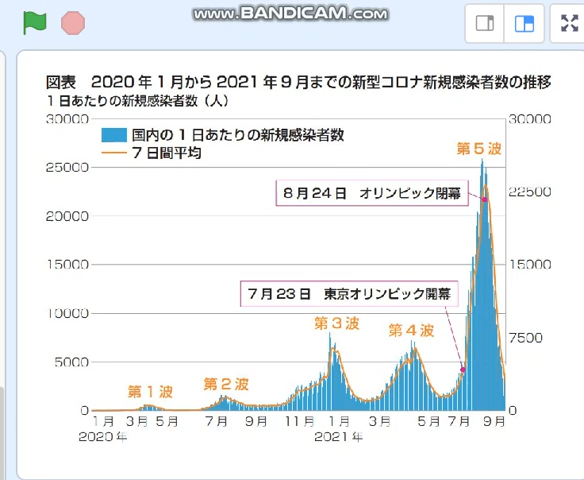 www.BANDICAM.com
図表 2020年1月から2021年9月までの新型コロナ新規感染者数の推移
1日あたりの新規感染者数（人）
30000 30000
国内の1日あたりの新規感染者数
7日間平均
第5波
25000
22500
8月24日 オリンピック閉幕
20000
15000 15000
7月23日 東京オリンピック開幕
10000
第3波 第4波
7500
5000
第1波 第2波
0 0
1月 3月 5月 7月 9月 11月 1月 3月 5月 7月 9月
2020年 2021年